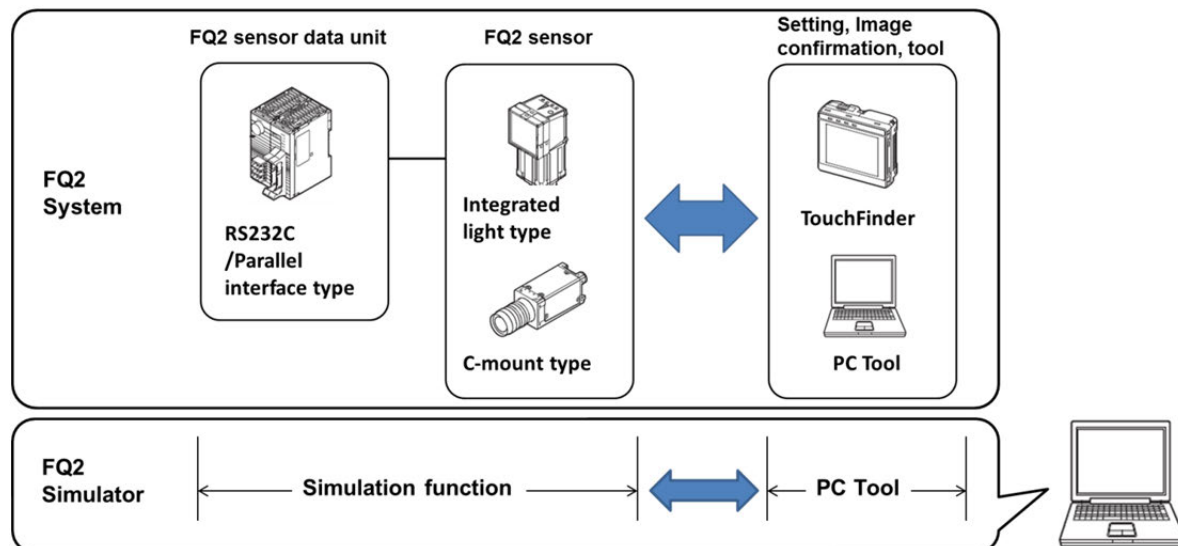 FQ2 sensor data unit
FQ2 sensor
Setting, Image
confirmation, tool
FQ2
System
RS232C
/Parallel
interface type
Integrated
light type
C-mount type
TouchFinder
PC Tool
FQ2
Simulator
Simulation function
PC Tool